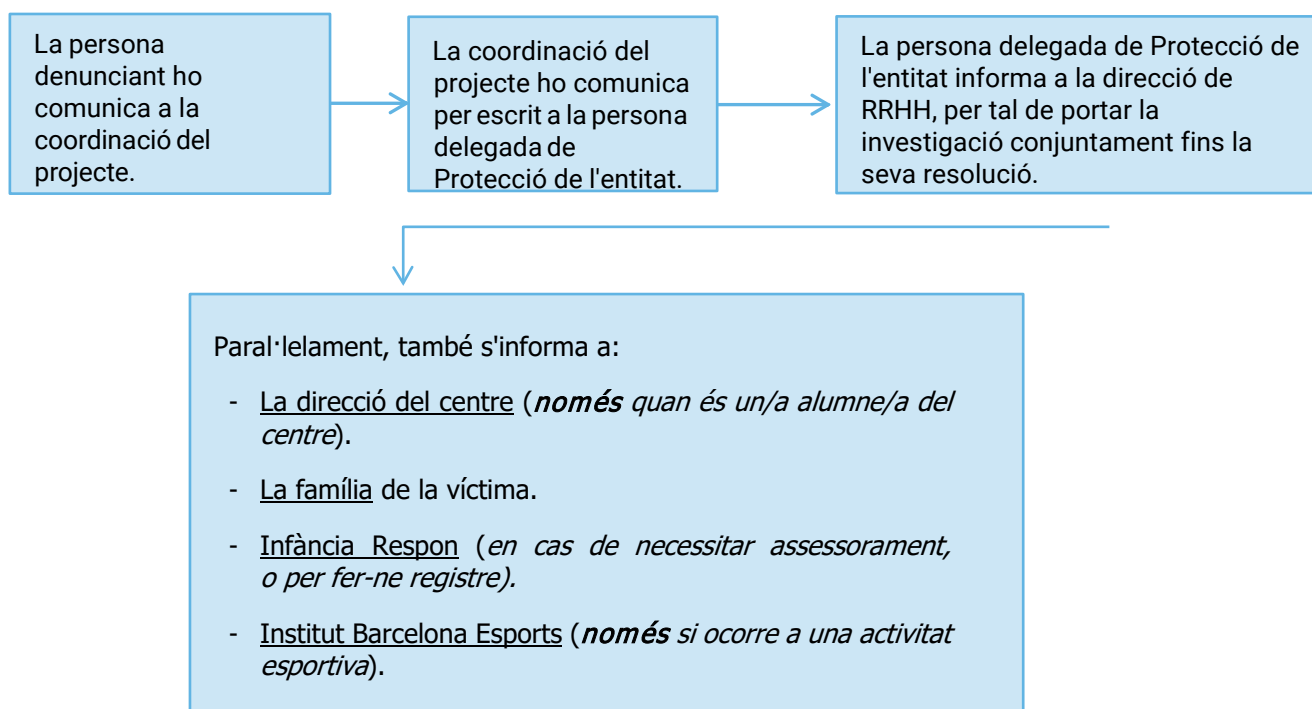 La persona
denunciant ho
comunica a la
coordinació del
projecte.
La coordinació del
projecte ho comunica
per escrit a la persona
delegada de
Protecció de l'entitat.
La persona delegada de Protecció de
l'entitat informa a la direcció de
RRHH, per tal de portar la
investigació conjuntament fins la
seva resolució.
Paral·lelament, també s'informa a:
- La direcció del centre (només quan és un/a alumne/a del
centre).
- La família de la víctima.
- Infància Respon (en cas de necessitar assessorament,
o per fer-ne registre).
- Institut Barcelona Esports (només si ocorre a una activitat
esportiva).